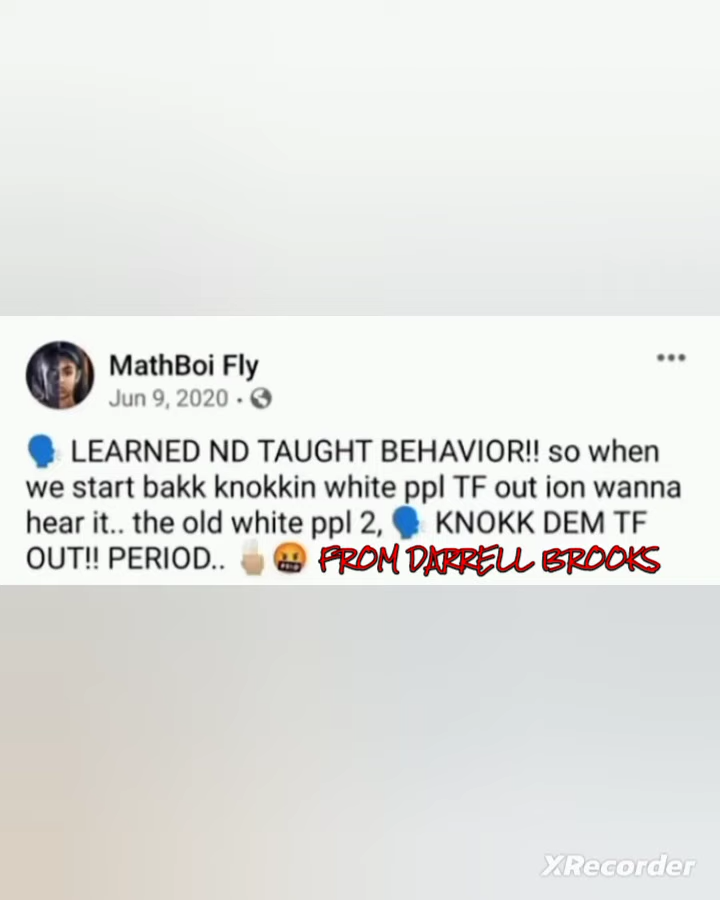 MathBoi Fly
Jun 9, 2020 •
LEARNED ND TAUGHT BEHAVIOR!! so when
we start bakk knokkin white ppl TF out ion wanna
hear it.. the old white ppl 2, 🗣 KNOKK DEM TF
OUT!! PERIOD.. 🖕🏼🤬 FROM DARRELL BROOKS
XRecorder